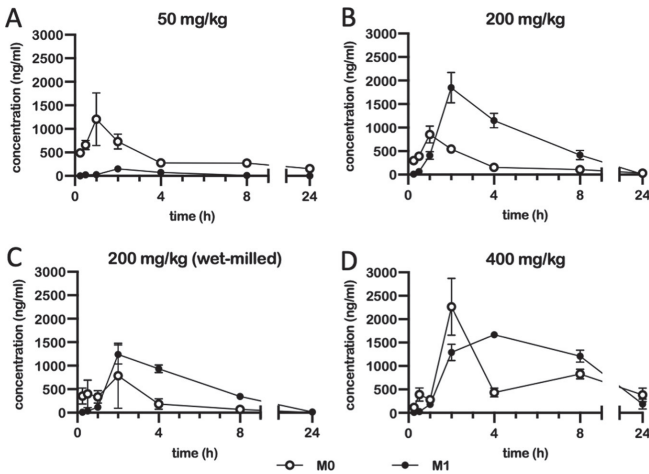 A
50 mg/kg
concentration (ng/ml)
3000
2500
2000
1500
1000
500
0
0
4
8
24
time (h)
B
200 mg/kg
concentration (ng/ml)
3000
2500
2000
1500
1000
500
0
0
4
8
24
time (h)
C
200 mg/kg (wet-milled)
concentration (ng/ml)
3000
2500
2000
1500
1000
500
0
0
4
8
24
time (h)
D
400 mg/kg
concentration (ng/ml)
3000
2500
2000
1500
1000
500
0
0
4
8
24
time (h)
M0 M1